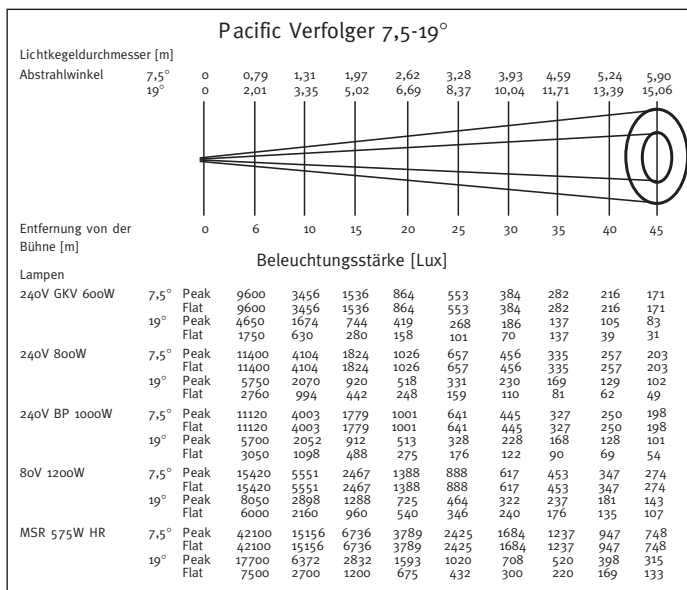 Pacific Verfolger 7,5-19°
Lichtkegeldurchmesser [m]
Abstrahlwinkel 7,5° 0 0,79 1,31 1,97 2,62 3,28 3,93 4,59 5,24 5,90
19° 0 2,01 3,35 5,02 6,69 8,37 10,04 11,71 13,39 15,06
Entfernung von der 0 6 10 15 20 25 30 35 40 45
Bühne [m]
Beleuchtungsstärke [Lux]
Lampen
240V GKV 600W 7,5° Peak 9600 3456 1536 864 553 384 282 216 171
Flat 9600 3456 1536 864 553 384 282 216 171
19° Peak 4650 1674 744 419 268 186 137 105 83
Flat 1750 630 280 158 101 70 137 39 31
240V 800W 7,5° Peak 11400 4104 1824 1026 657 456 335 257 203
Flat 11400 4104 1824 1026 657 456 335 257 203
19° Peak 5750 2070 920 518 331 230 169 129 102
Flat 2760 994 442 248 159 110 81 62 49
240V BP 1000W 7,5° Peak 11120 4003 1779 1001 641 445 327 250 198
Flat 11120 4003 1779 1001 641 445 327 250 198
19° Peak 5700 2052 912 513 328 228 168 128 101
Flat 3050 1098 488 275 176 122 90 69 54
80V 1200W 7,5° Peak 15420 5551 2467 1388 888 617 453 347 274
Flat 15420 5551 2467 1388 888 617 453 347 274
19° Peak 8050 2898 1288 725 464 322 237 181 143
Flat 6000 2160 960 540 346 240 176 135 107
MSR 575W HR 7,5° Peak 42100 15156 6736 3789 2425 1684 1237 947 748
Flat 42100 15156 6736 3789 2425 1684 1237 947 748
19° Peak 17700 6372 2832 1593 1020 708 520 398 315
Flat 7500 2700 1200 675 432 300 220 169 133